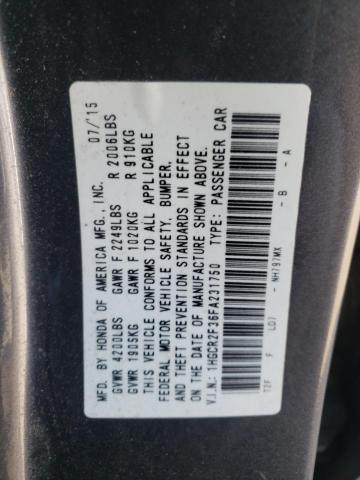 MFD. BY HONDA OF AMERICA MFG., INC. 07/'15
GVWR 4200LBS GAWR F 2249LBS R 2006LBS
GVWR 1905KG GAWR F 1020KG R 910KG
THIS VEHICLE CONFORMS TO ALL APPLICABLE
FEDERAL MOTOR VEHICLE SAFETY, BUMPER,
AND THEFT PREVENTION STANDARDS IN EFFECT
ON THE DATE OF MANUFACTURE SHOWN ABOVE.
V.I.N.: 1HGCR2F36FA231750 TYPE: PASSENGER CAR
T2F F LD7 - NH797MX - B - A